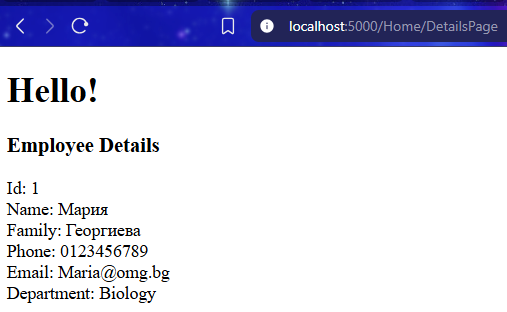 localhost:5000/Home/DetailsPage
Hello!
Employee Details
Id: 1
Name: Мария
Family: Георгиева
Phone: 0123456789
Email: Maria@omg.bg
Department: Biology